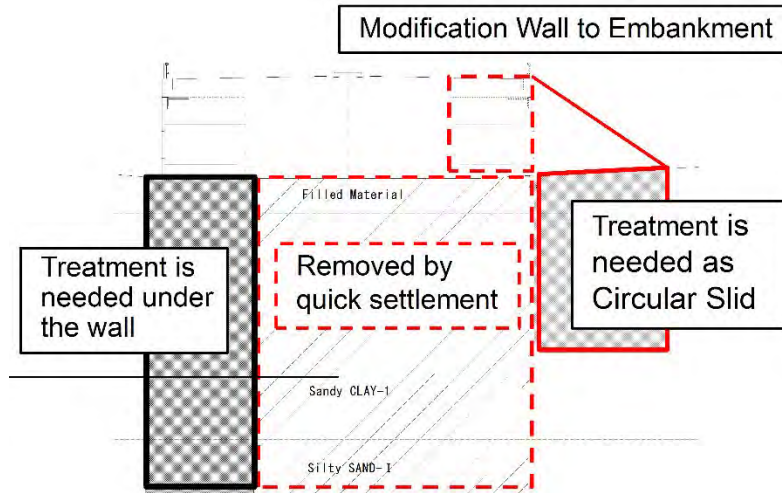 Modification Wall to Embankment
Filled Material
Treatment is
needed under
the wall
Removed by
quick settlement
Treatment is
needed as
Circular Slid
Sandy CLAY-1
Silty SAND-I